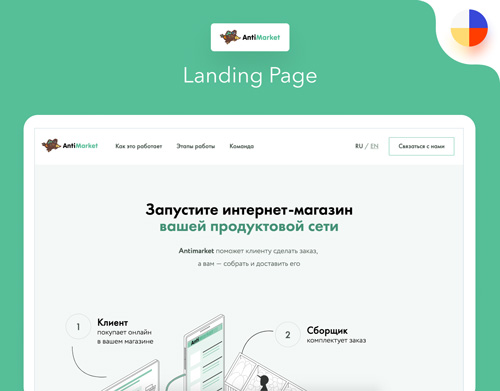 AntiMarket
Landing Page
AntiMarket
Как это работает
Этапы работы
Команда
RU / EN
Связаться с нами
Запустите интернет-магазин
вашей продуктовой сети
Antimarket поможет клиенту сделать заказ,
а вам — собрать и доставить его
1
Клиент
покупает онлайн
в вашем магазине
Anti
2
Сборщик
комплектует заказ